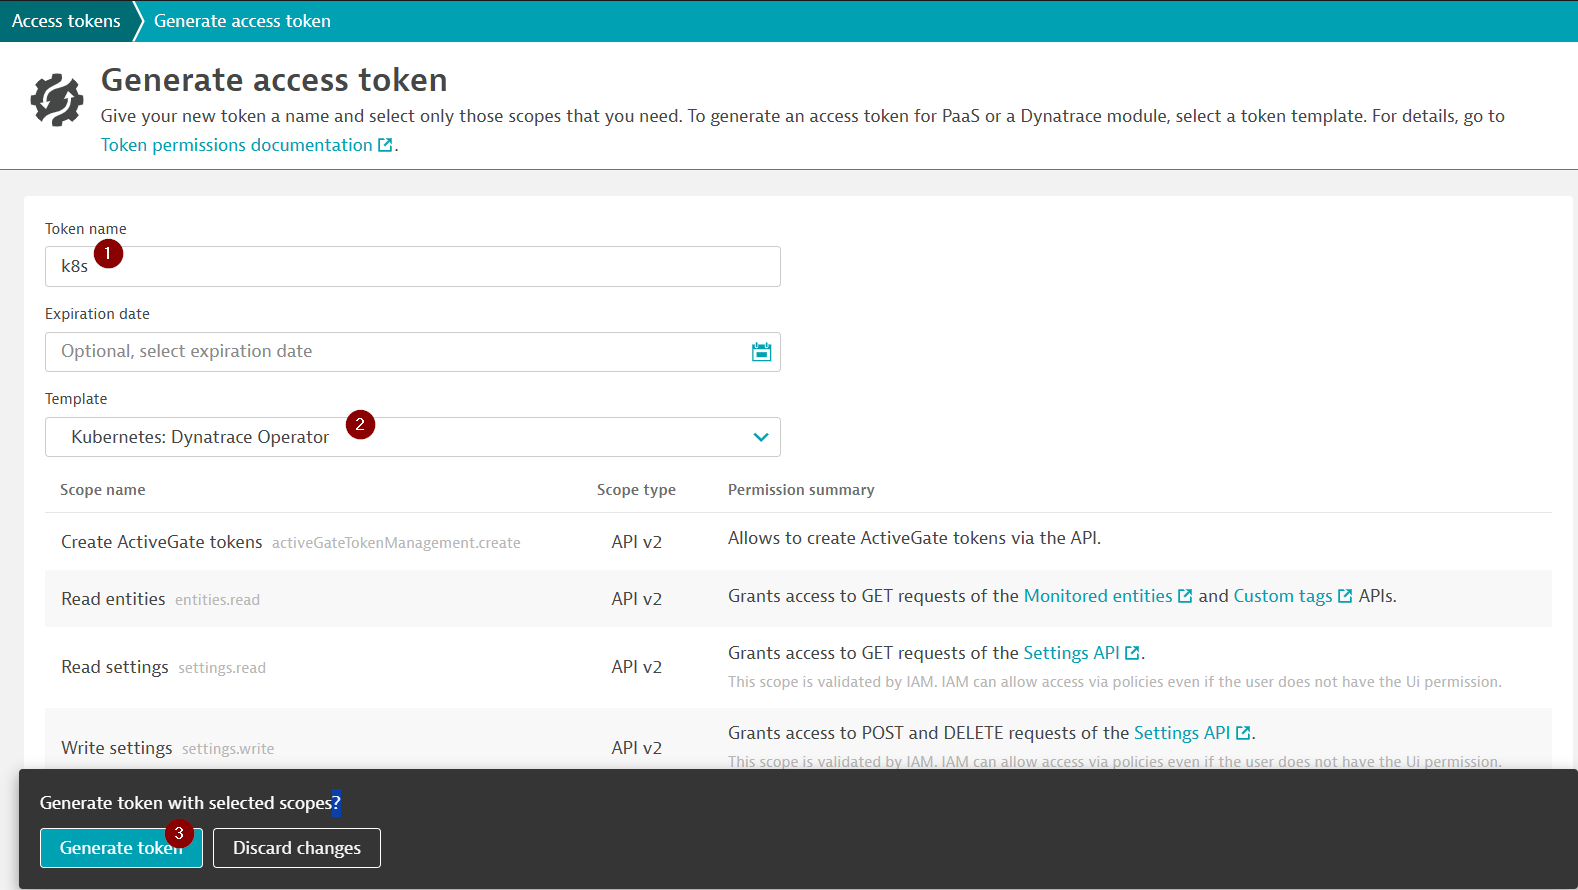 Access tokens
Generate access token
Generate access token
Give your new token a name and select only those scopes that you need. To generate an access token for PaaS or a Dynatrace module, select a token template. For details, go to
Token permissions documentation.
Token name
1
k8s
Expiration date
Optional, select expiration date
Template
2
Kubernetes: Dynatrace Operator
Scope name Scope type Permission summary
Create ActiveGate tokens activeGateTokenManagement.create API v2 Allows to create ActiveGate tokens via the API.
Read entities entities.read API v2 Grants access to GET requests of the Monitored entities and Custom tags APIs.
Read settings settings.read API v2 Grants access to GET requests of the Settings API.
This scope is validated by IAM. IAM can allow access via policies even if the user does not have the Ui permission.
Write settings settings.write API v2 Grants access to POST and DELETE requests of the Settings API.
This scope is validated by IAM. IAM can allow access via policies even if the user does not have the Ui permission.
Generate token with selected scopes?
3
Generate token
Discard changes